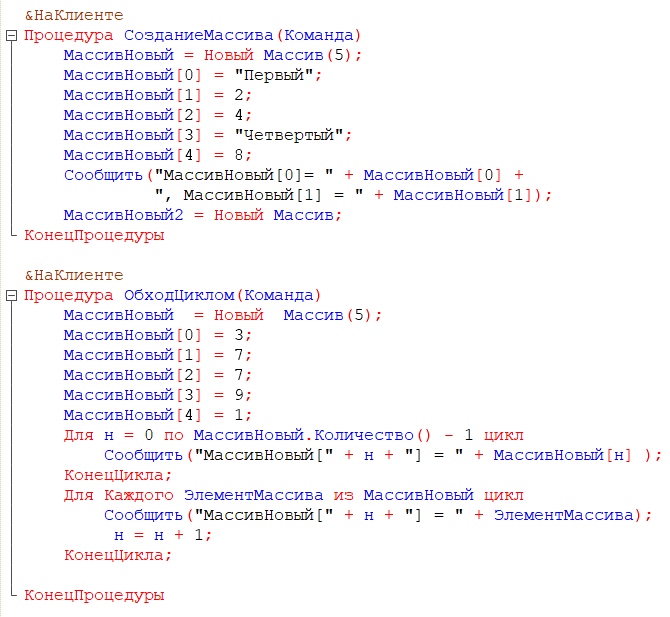 &НаКлиенте
Процедура СозданиеМассива(Команда)
МассивНовый = Новый Массив(5);
МассивНовый[0] = "Первый";
МассивНовый[1] = 2;
МассивНовый[2] = 4;
МассивНовый[3] = "Четвертый";
МассивНовый[4] = 8;
Сообщить("МассивНовый[0]= " + МассивНовый[0] +
", МассивНовый[1] = " + МассивНовый[1]);
МассивНовый2 = Новый Массив;
КонецПроцедуры
&НаКлиенте
Процедура ОбходЦиклом(Команда)
МассивНовый  = Новый  Массив(5);
МассивНовый[0] = 3;
МассивНовый[1] = 7;
МассивНовый[2] = 7;
МассивНовый[3] = 9;
МассивНовый[4] = 1;
Для н = 0 по МассивНовый.Количество() - 1 цикл
Сообщить("МассивНовый[" + н + "] = " + МассивНовый[н] );
КонецЦикла;
Для Каждого ЭлементМассива из МассивНовый цикл
Сообщить("МассивНовый[" + н + "] = " + ЭлементМассива);
н = н + 1;
КонецЦикла;
КонецПроцедуры